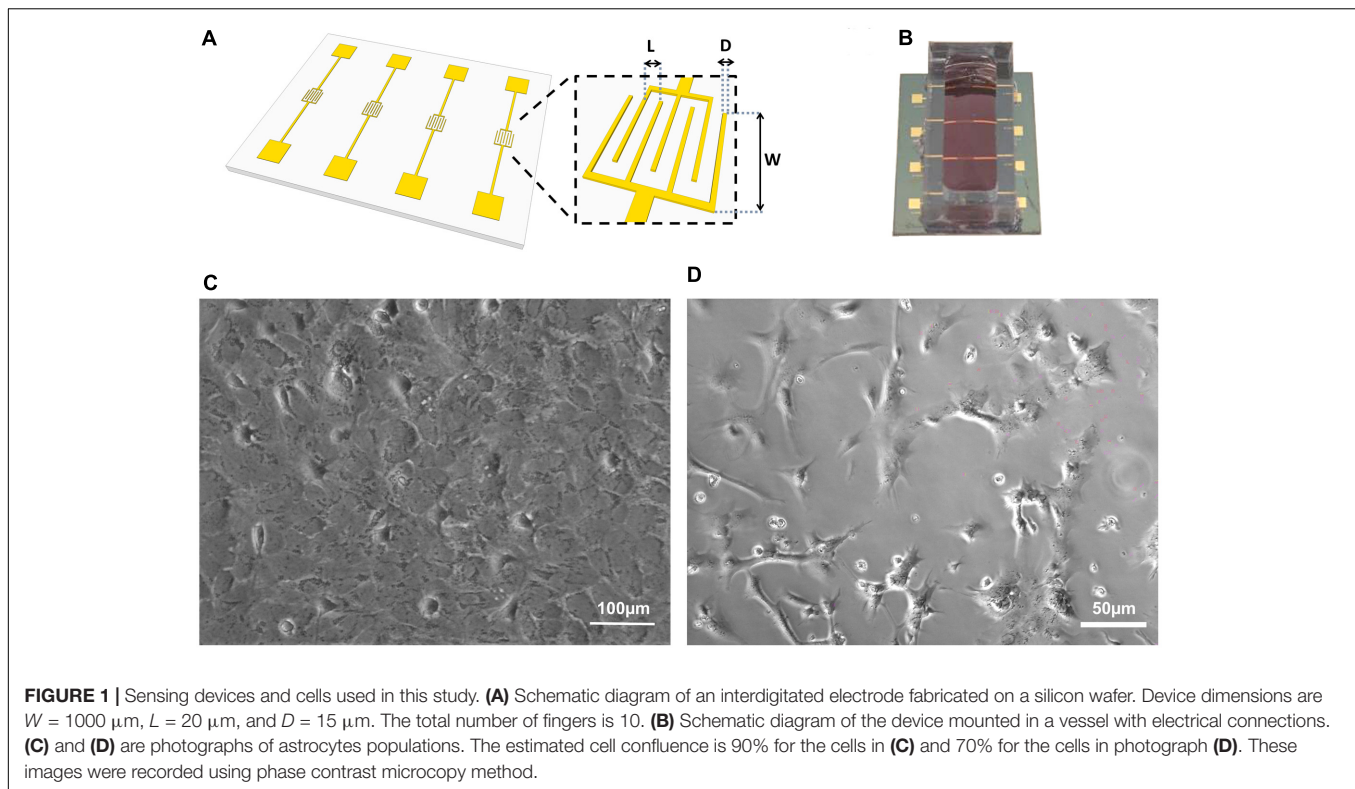 A
L
D
B
W
C
D
100µm
50µm
FIGURE 1 | Sensing devices and cells used in this study. (A) Schematic diagram of an interdigitated electrode fabricated on a silicon wafer. Device dimensions are
W = 1000 µm, L = 20 µm, and D = 15 µm. The total number of fingers is 10. (B) Schematic diagram of the device mounted in a vessel with electrical connections.
(C) and (D) are photographs of astrocytes populations. The estimated cell confluence is 90% for the cells in (C) and 70% for the cells in photograph (D). These
images were recorded using phase contrast microcopy method.